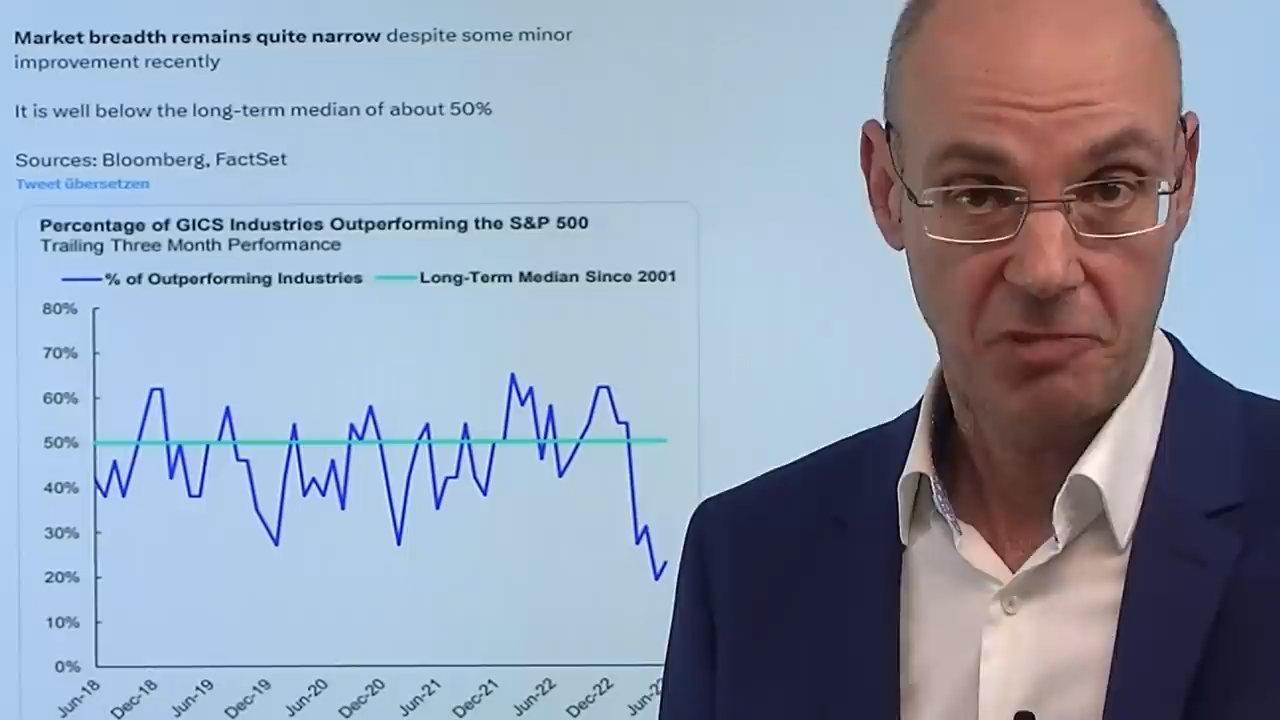 Market breadth remains quite narrow despite some minor
improvement recently
It is well below the long-term median of about 50%
Sources: Bloomberg, FactSet
Tweet übersetzen
Percentage of GICS Industries Outperforming the S&P 500
Trailing Three Month Performance
% of Outperforming Industries Long-Term Median Since 2001
80%
70%
60%
50%
40%
30%
20%
10%
0%
Jun-18 Dec-18 Jun-19 Dec-19 Jun-20 Dec-20 Jun-21 Dec-21 Jun-22 Dec-22